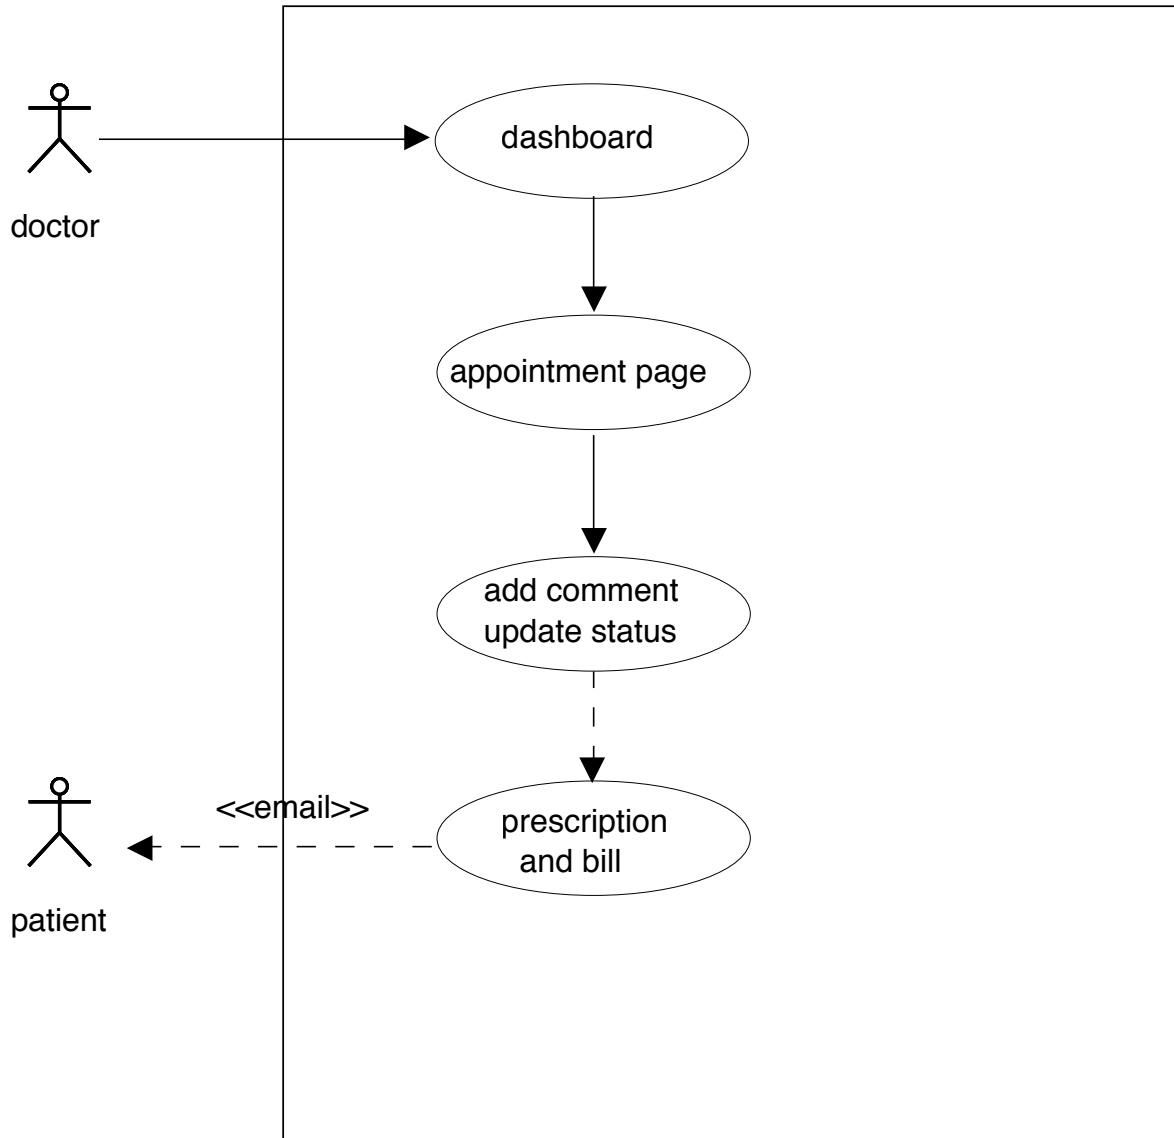 dashboard
doctor
appointment page
add comment
update status
<<email>>
prescription
and bill
patient